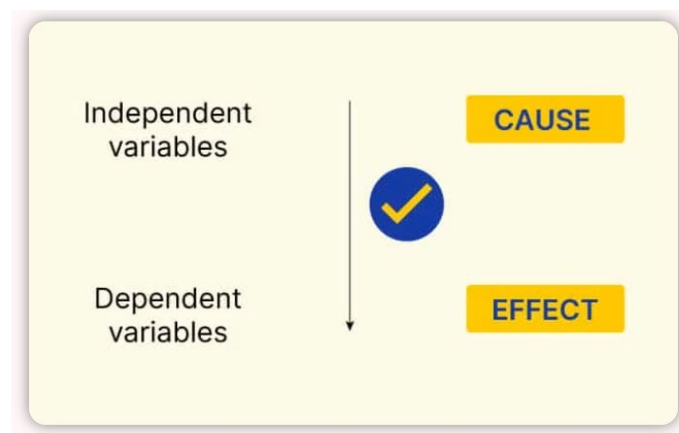 Independent
variables
CAUSE
Dependent
variables
EFFECT